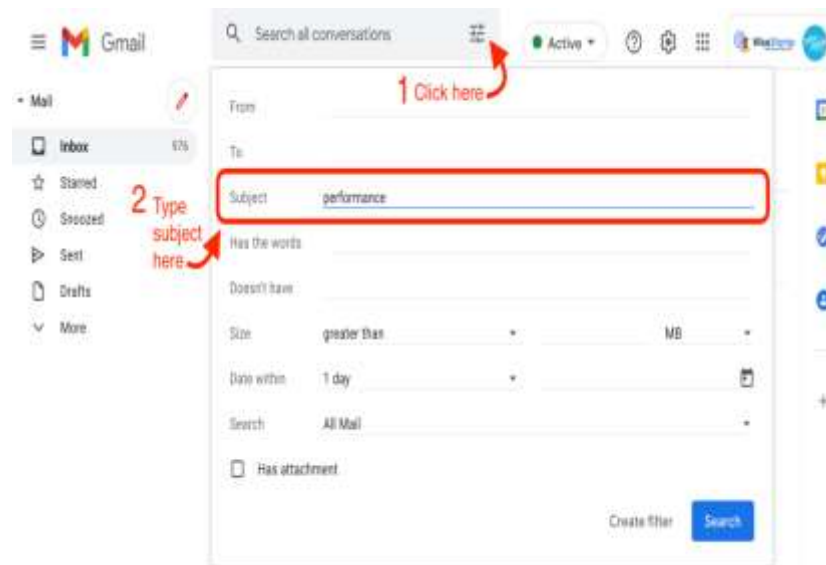 Gmail
Search all conversations
Active
1 Click here
Mail
Inbox 976
Starred
Snoozed
Sent
Drafts
More
2 Type
subject
here
From
To
Subject performance
Has the words
Doesn't have
Size greater than MB
Date within 1 day
Search All Mail
Has attachment
Create filter Search